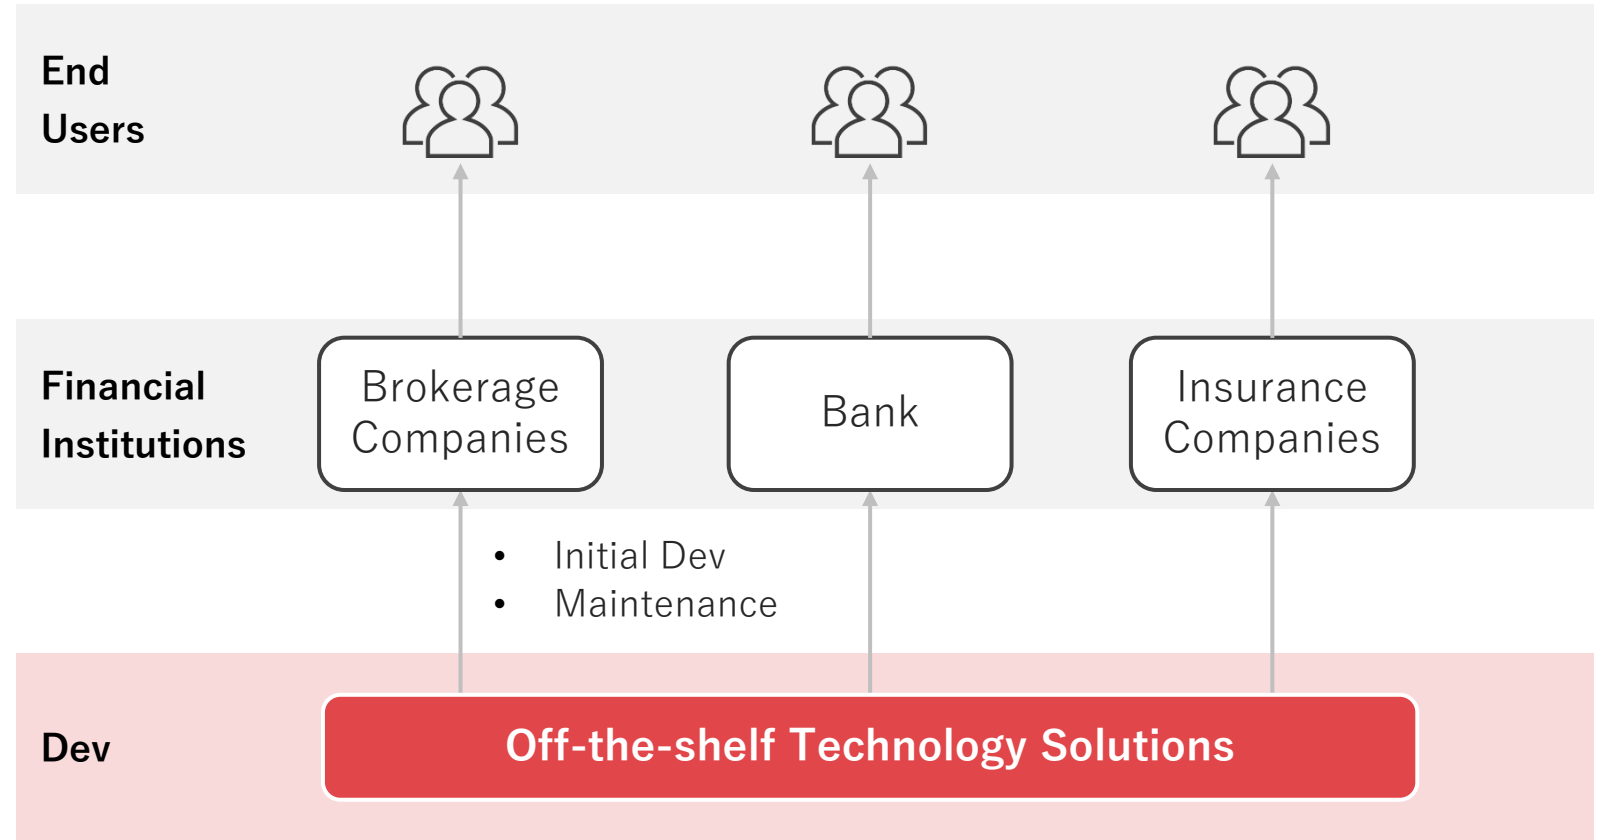 End
Users
Financial
Institutions
Brokerage
Companies
Bank
Insurance
Companies
• Initial Dev
• Maintenance
Dev
Off-the-shelf Technology Solutions